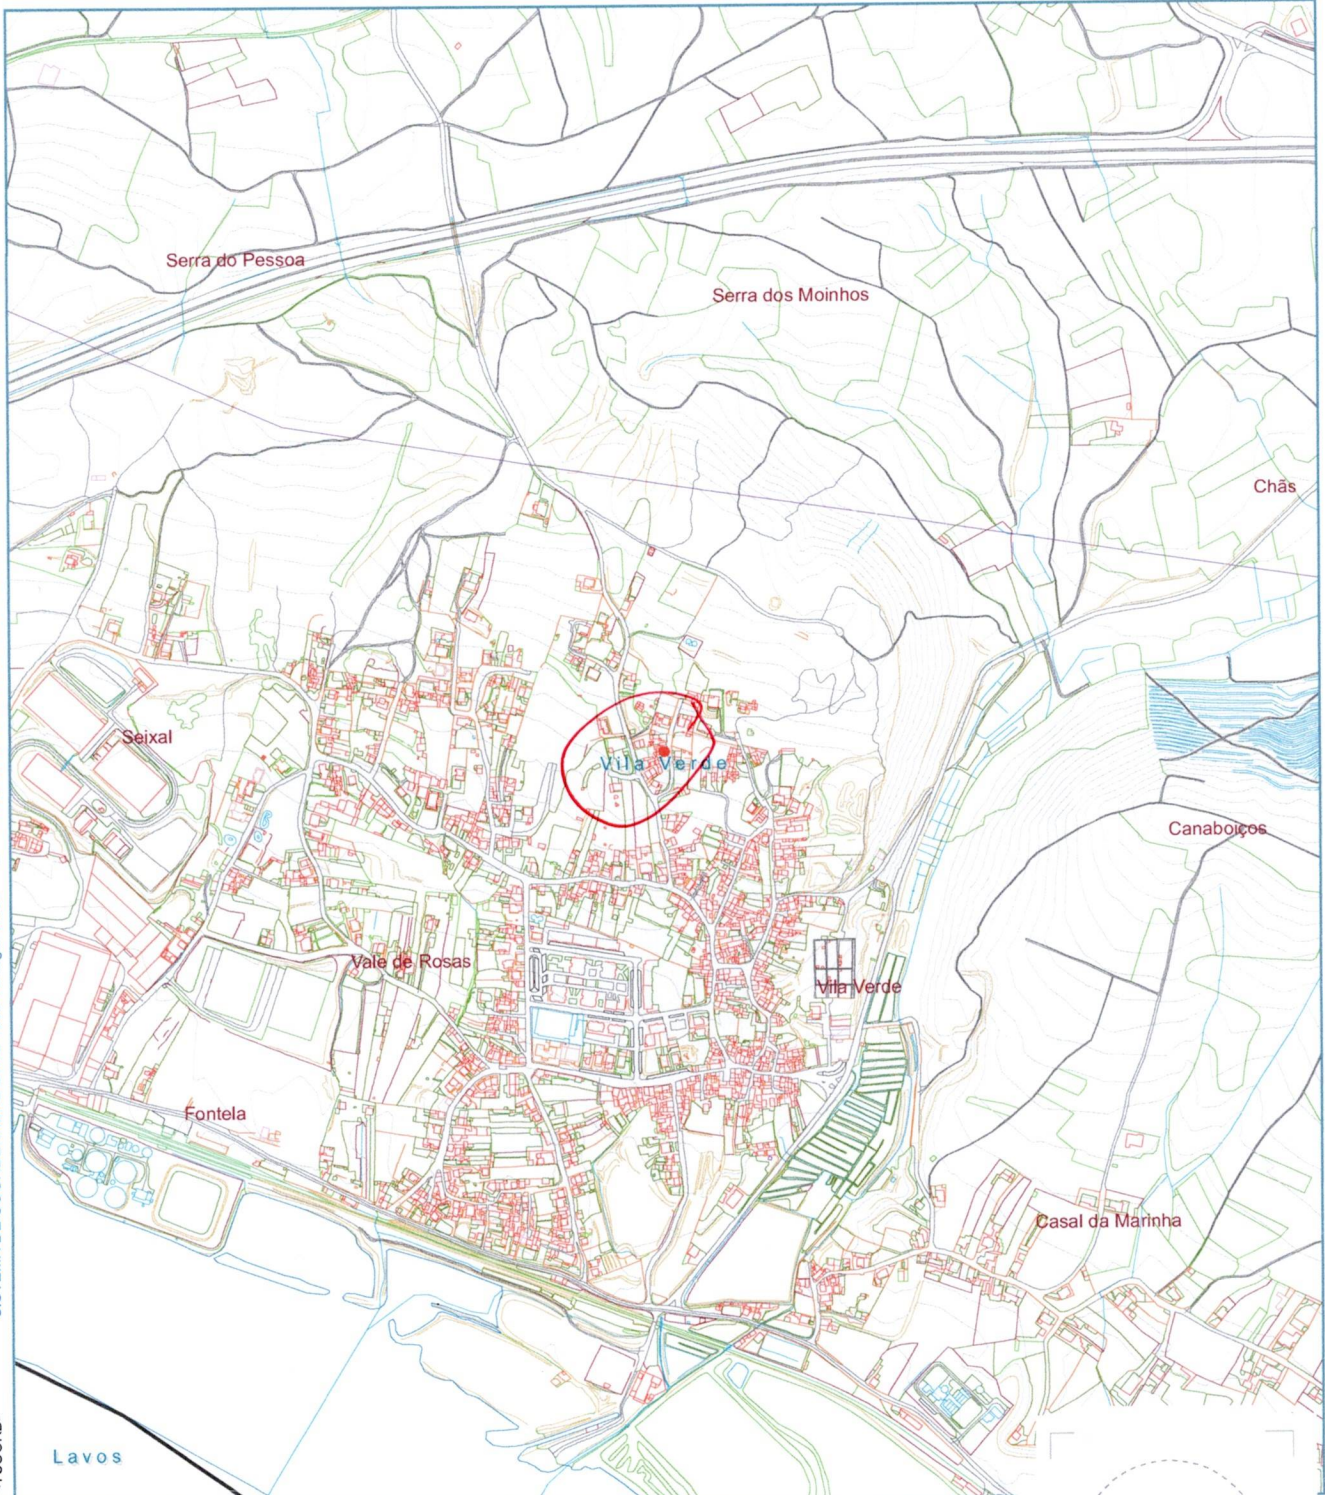 Serra do Pessoa
Serra dos Moinhos
Chãs
Seixal
Vila Verde
Canaboiços
Vale de Rosas
Vila Verde
Fontela
Casal da Marinha
Lavos